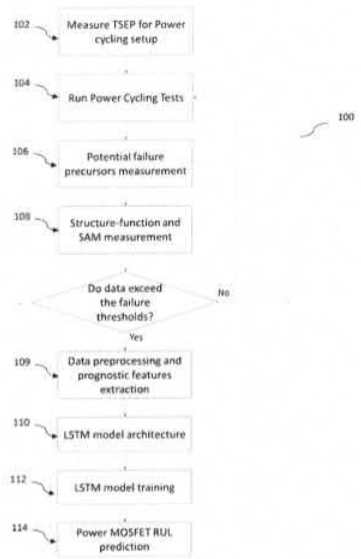 102
Measure TSEP for Power
cycling setup
104
Run Power Cycling Tests
100
106
Potential failure
precursors measurement
108
Structure-function and
SAM measurement
Do data exceed
the failure
thresholds?
No
Yes
109
Data preprocessing and
prognostic features
extraction
110
LSTM model architecture
112
LSTM model training
114
Power MOSFET RUL
prediction